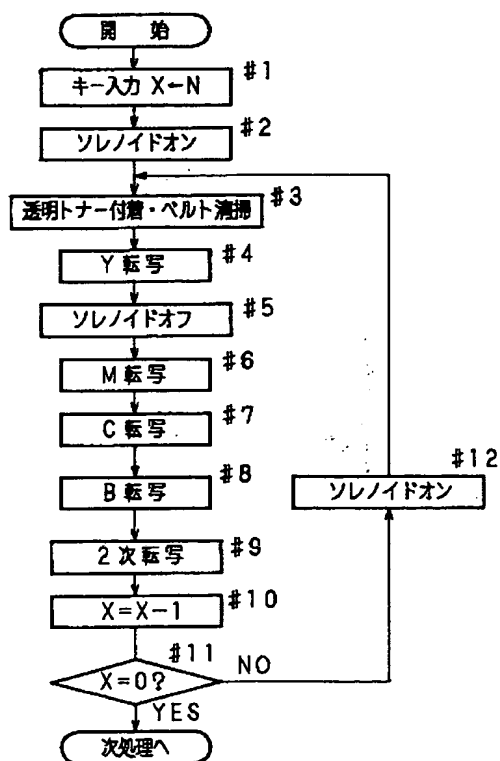 開 始
キー入力 X←N #1
ソレノイドオン #2
透明トナー付着・ベルト清掃 #3
Y 転写 #4
ソレノイドオフ #5
M 転写 #6
C 転写 #7
B 転写 #8
2次転写 #9
X=X-1 #10
#11
X=0?
NO
YES
次処理へ
#12
ソレノイドオン